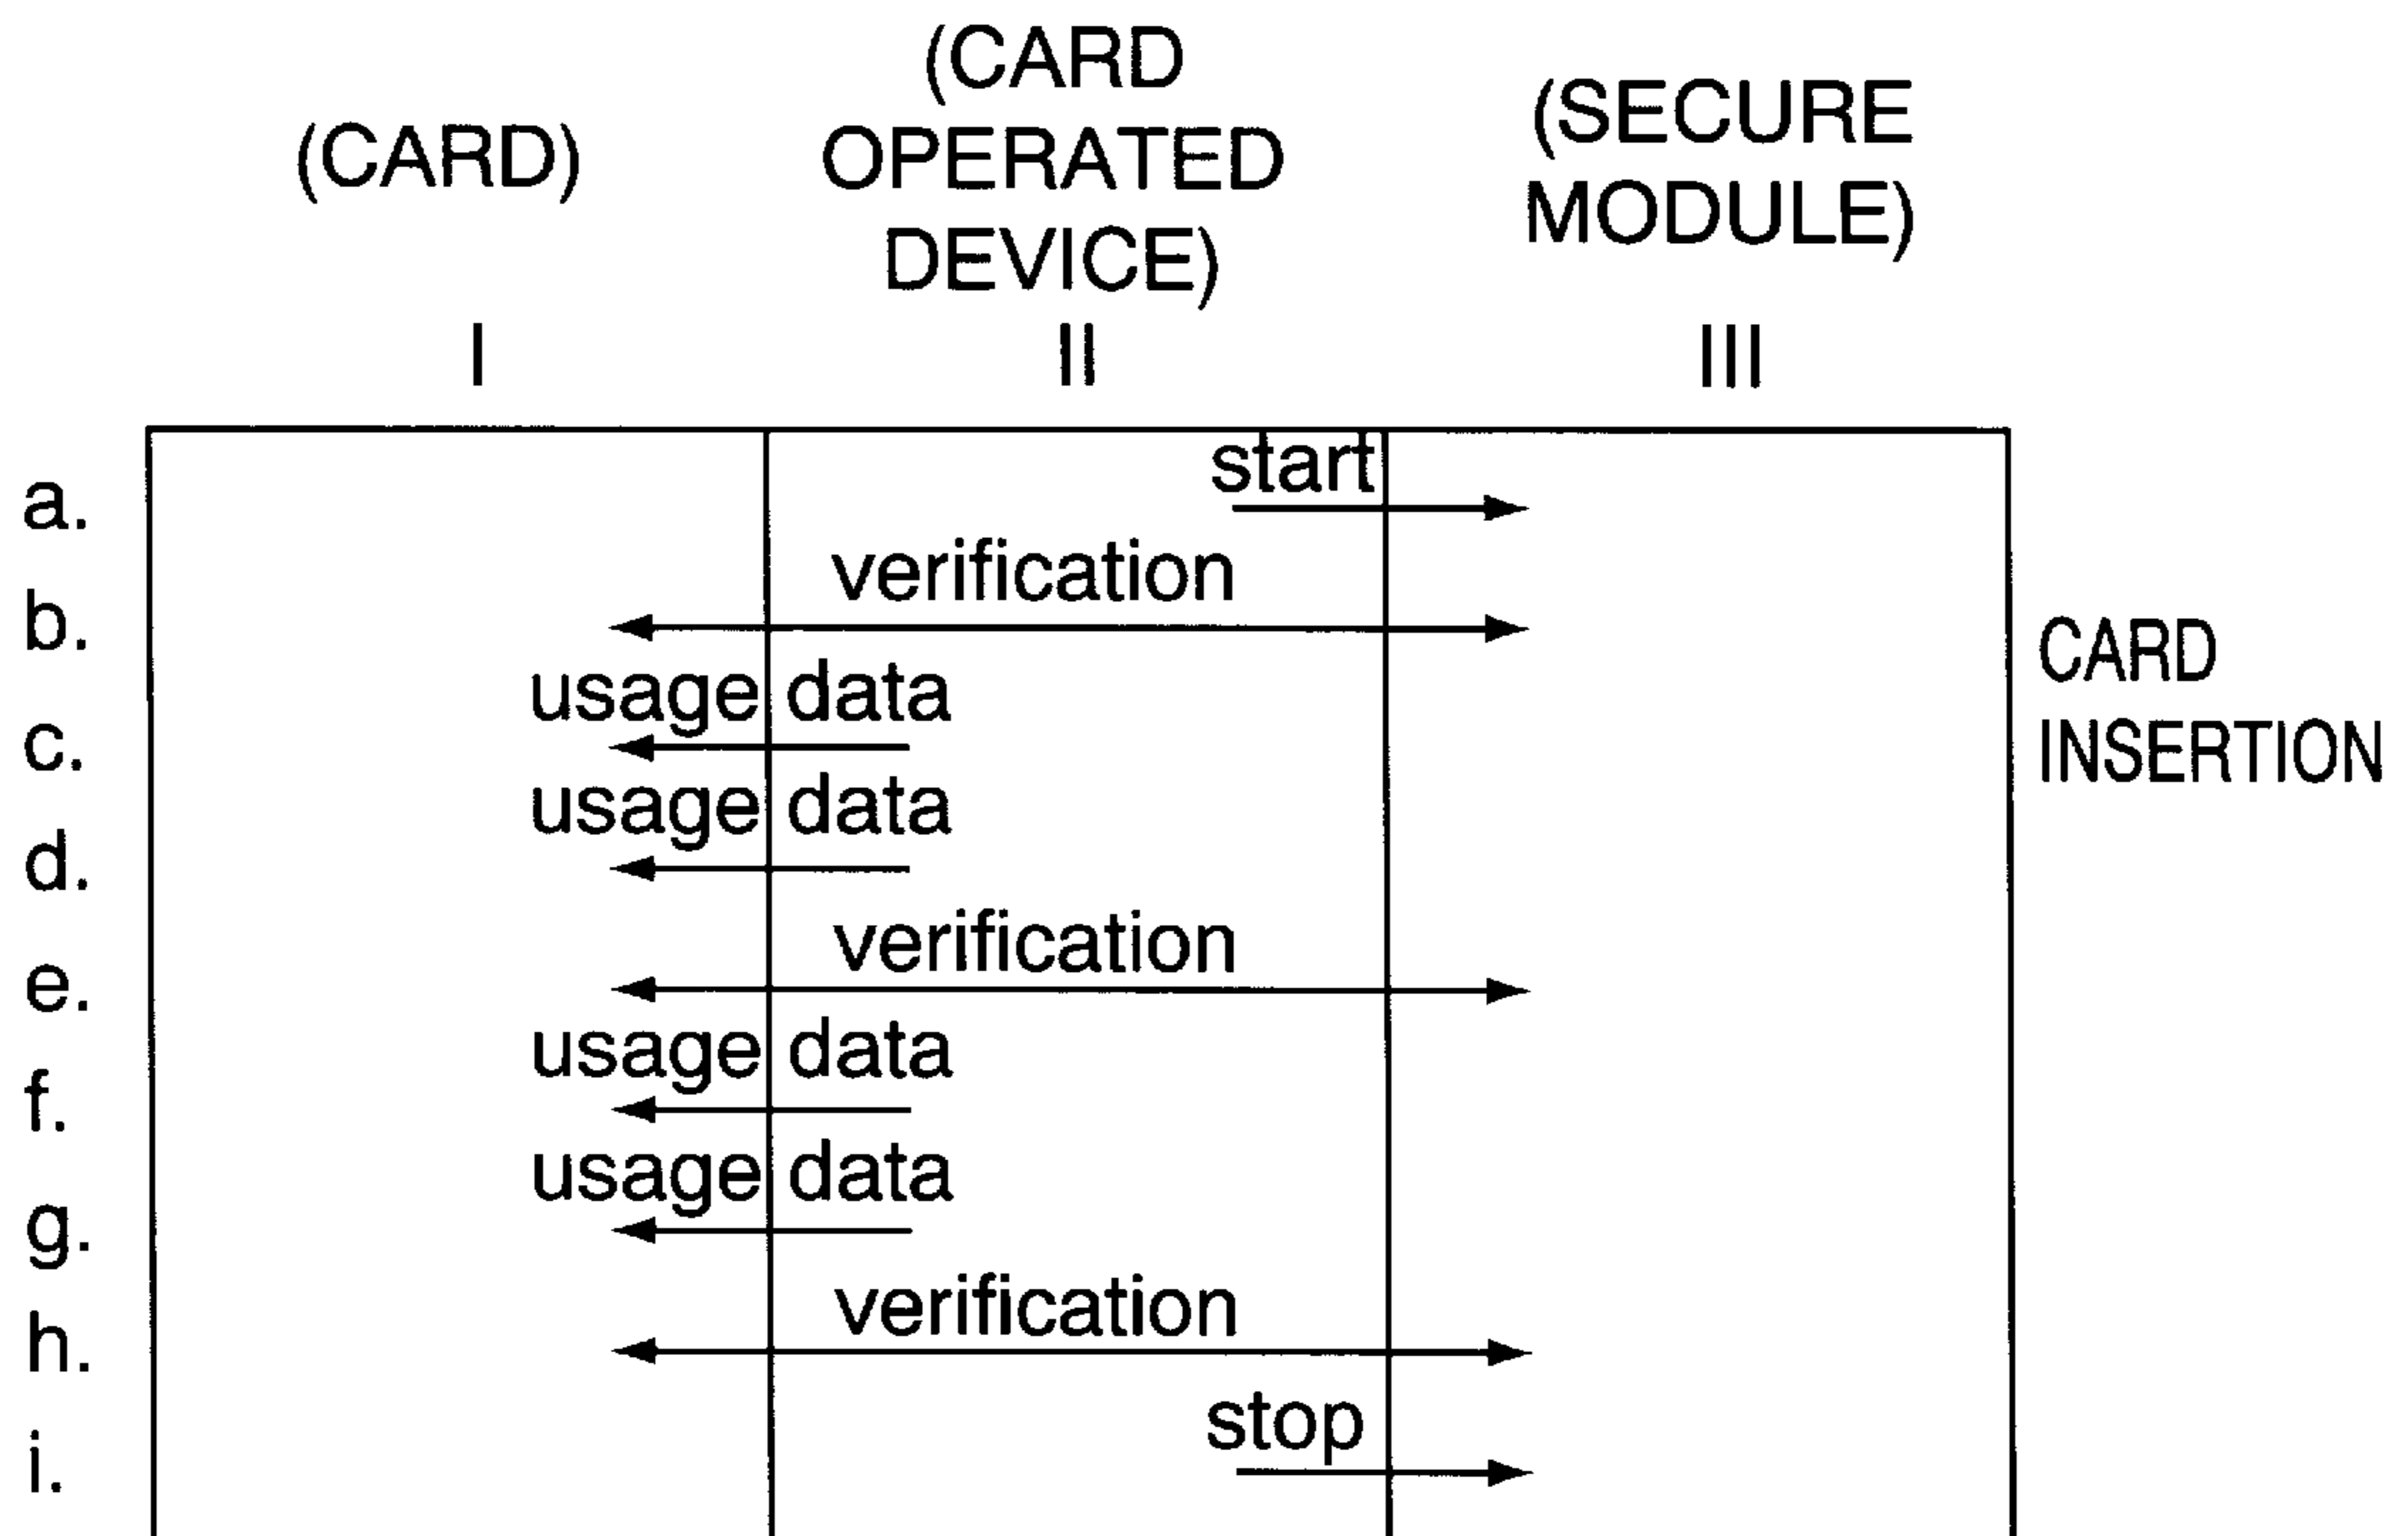 (CARD)
(CARD
OPERATED
DEVICE)
(SECURE
MODULE)
I
II
III
a.
start
b.
verification
c.
usage data
d.
usage data
e.
verification
f.
usage data
g.
usage data
h.
verification
i.
stop
CARD
INSERTION